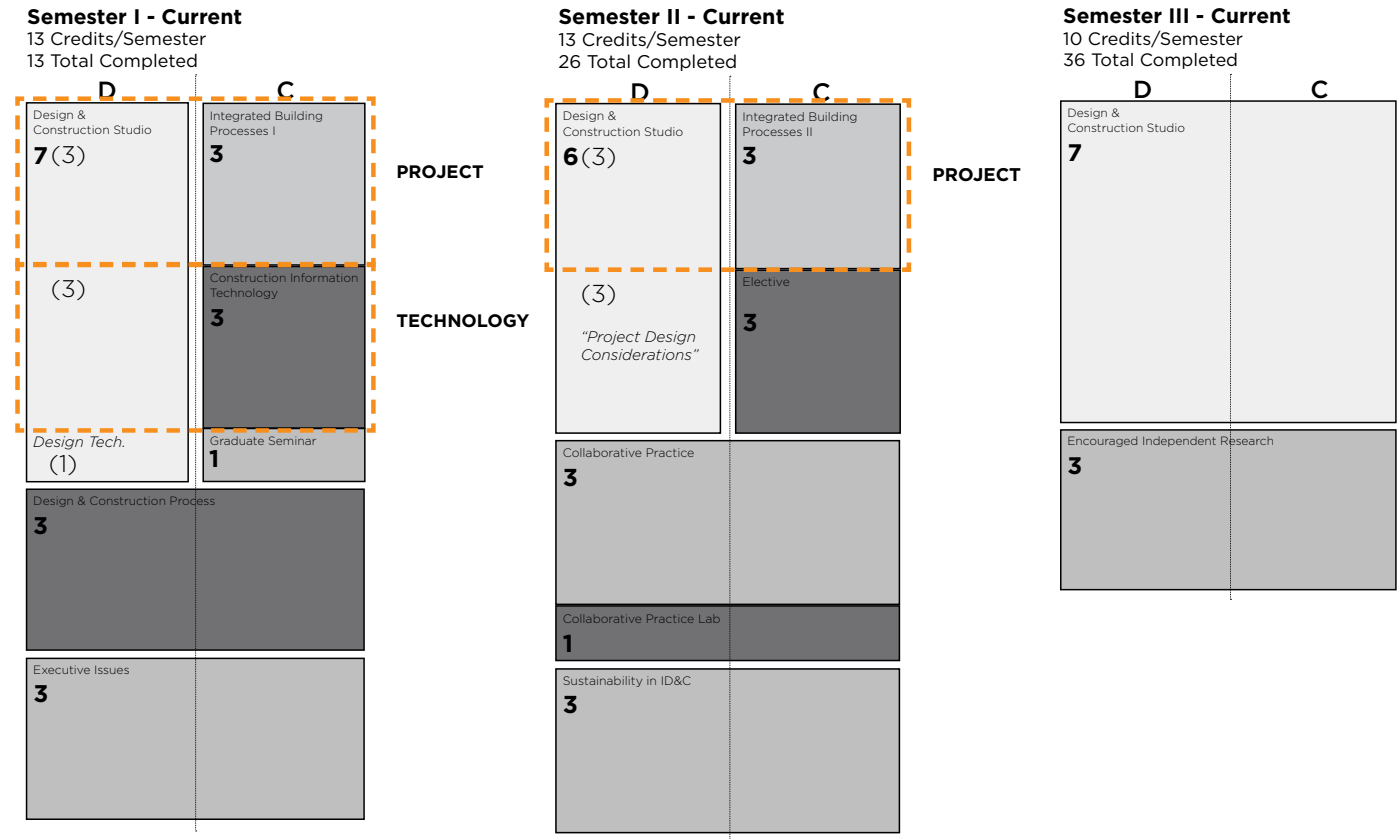 Semester I - Current
13 Credits/Semester
13 Total Completed
D
C
Design &
Construction Studio
7 (3)
Integrated Building
Processes I
3
PROJECT
(3)
Construction Information
Technology
3
TECHNOLOGY
Design Tech.
(1)
Graduate Seminar
1
Design & Construction Process
3
Executive Issues
3
Semester II - Current
13 Credits/Semester
26 Total Completed
D
C
Design &
Construction Studio
6 (3)
Integrated Building
Processes II
3
PROJECT
(3)
“Project Design
Considerations”
Elective
3
Collaborative Practice
3
Collaborative Practice Lab
1
Sustainability in ID&C
3
Semester III - Current
10 Credits/Semester
36 Total Completed
D
C
Design &
Construction Studio
7
Encouraged Independent Research
3